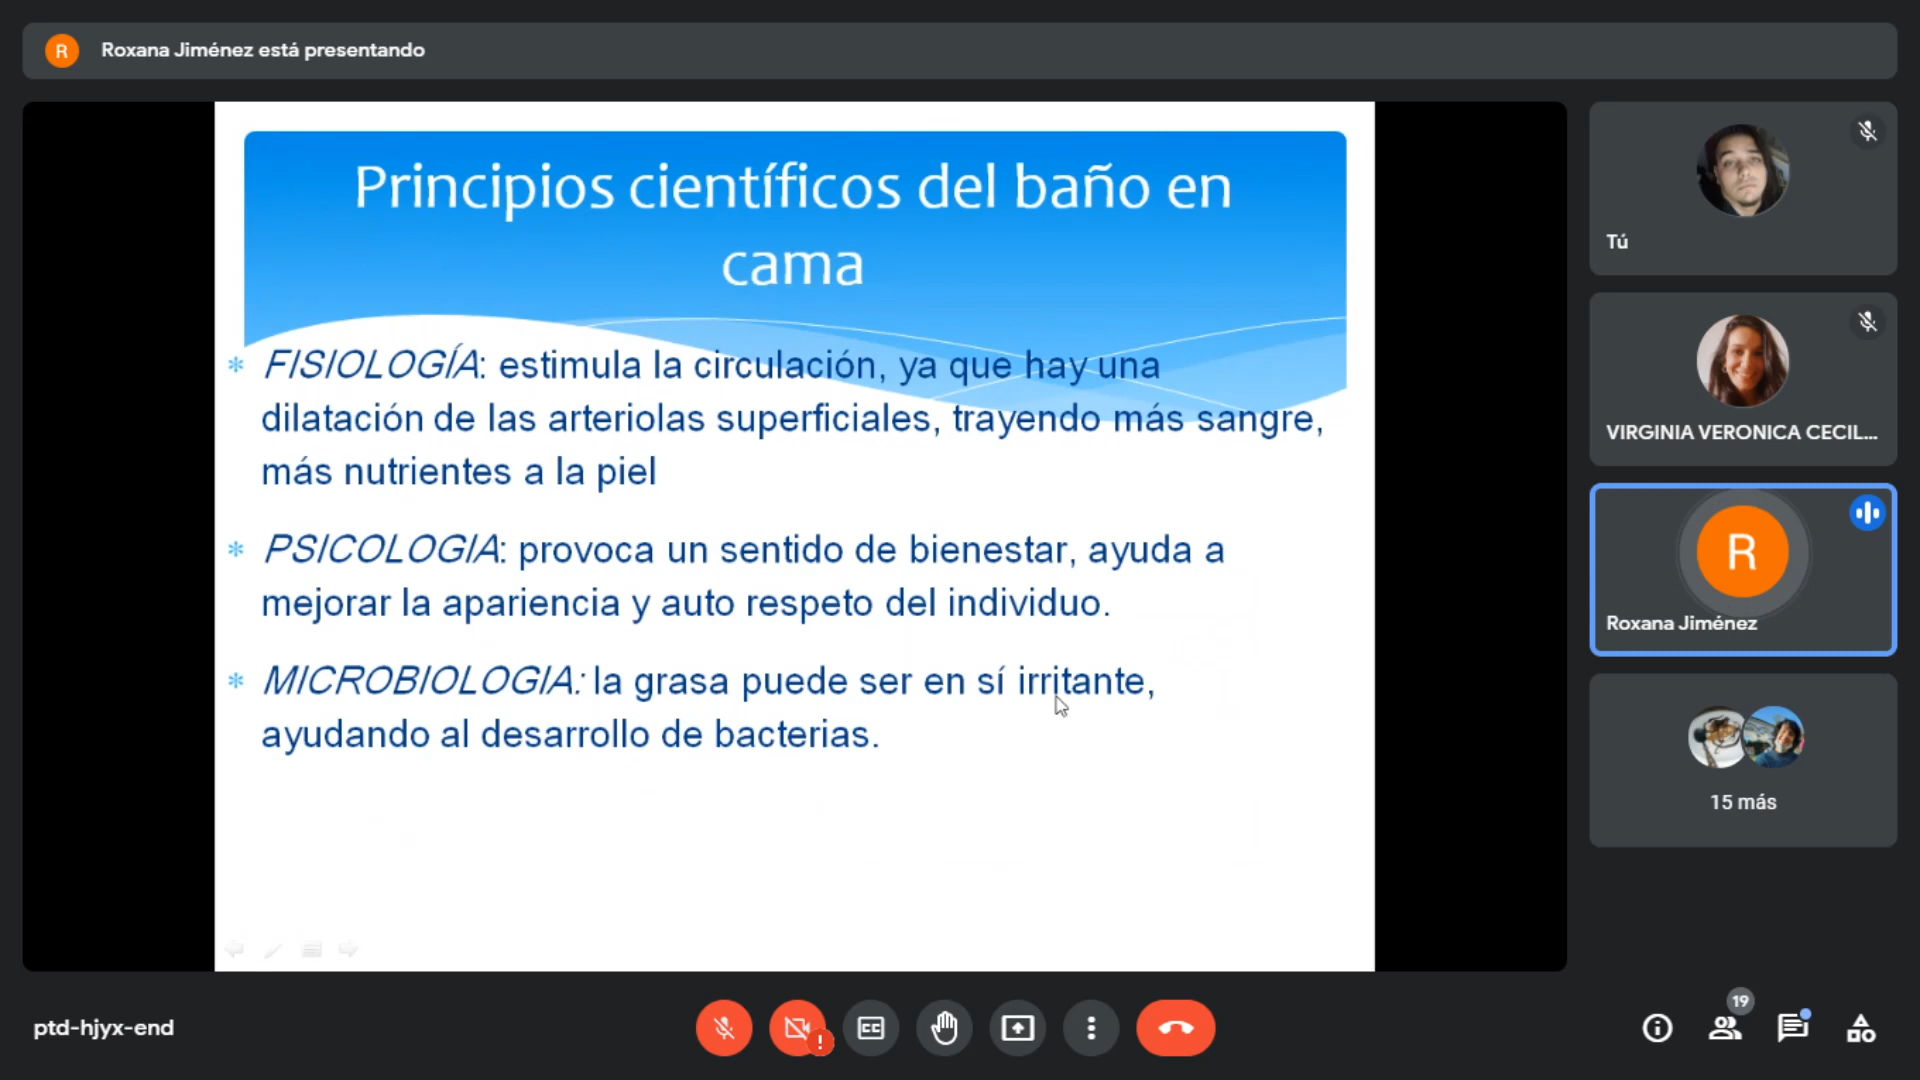 R
Roxana Jiménez está presentando
Principios científicos del baño en
cama
* FISIOLOGÍA: estimula la circulación, ya que hay una
dilatación de las arteriolas superficiales, trayendo más sangre,
más nutrientes a la piel
* PSICOLOGIA: provoca un sentido de bienestar, ayuda a
mejorar la apariencia y auto respeto del individuo.
* MICROBIOLOGIA: la grasa puede ser en sí irritante,
ayudando al desarrollo de bacterias.
Tú
VIRGINIA VERONICA CECIL...
R
Roxana Jiménez
15 más
ptd-hjyx-end
CC
19